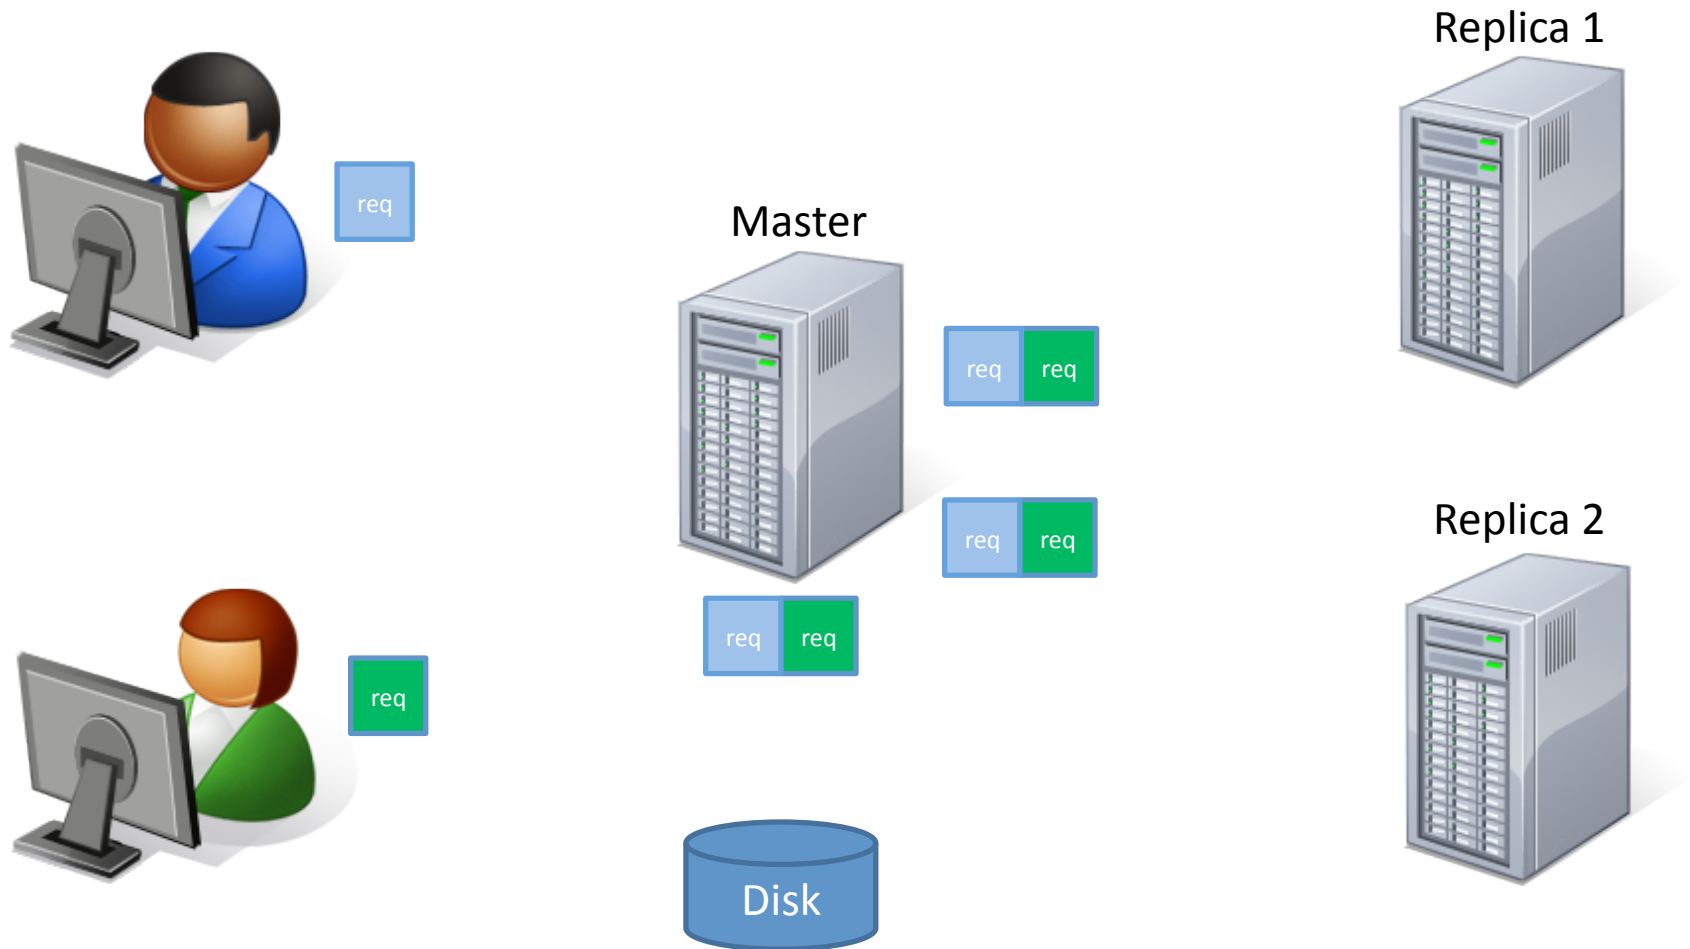 Replica 1
req
Master
req req
req req
Replica 2
req req
req
Disk